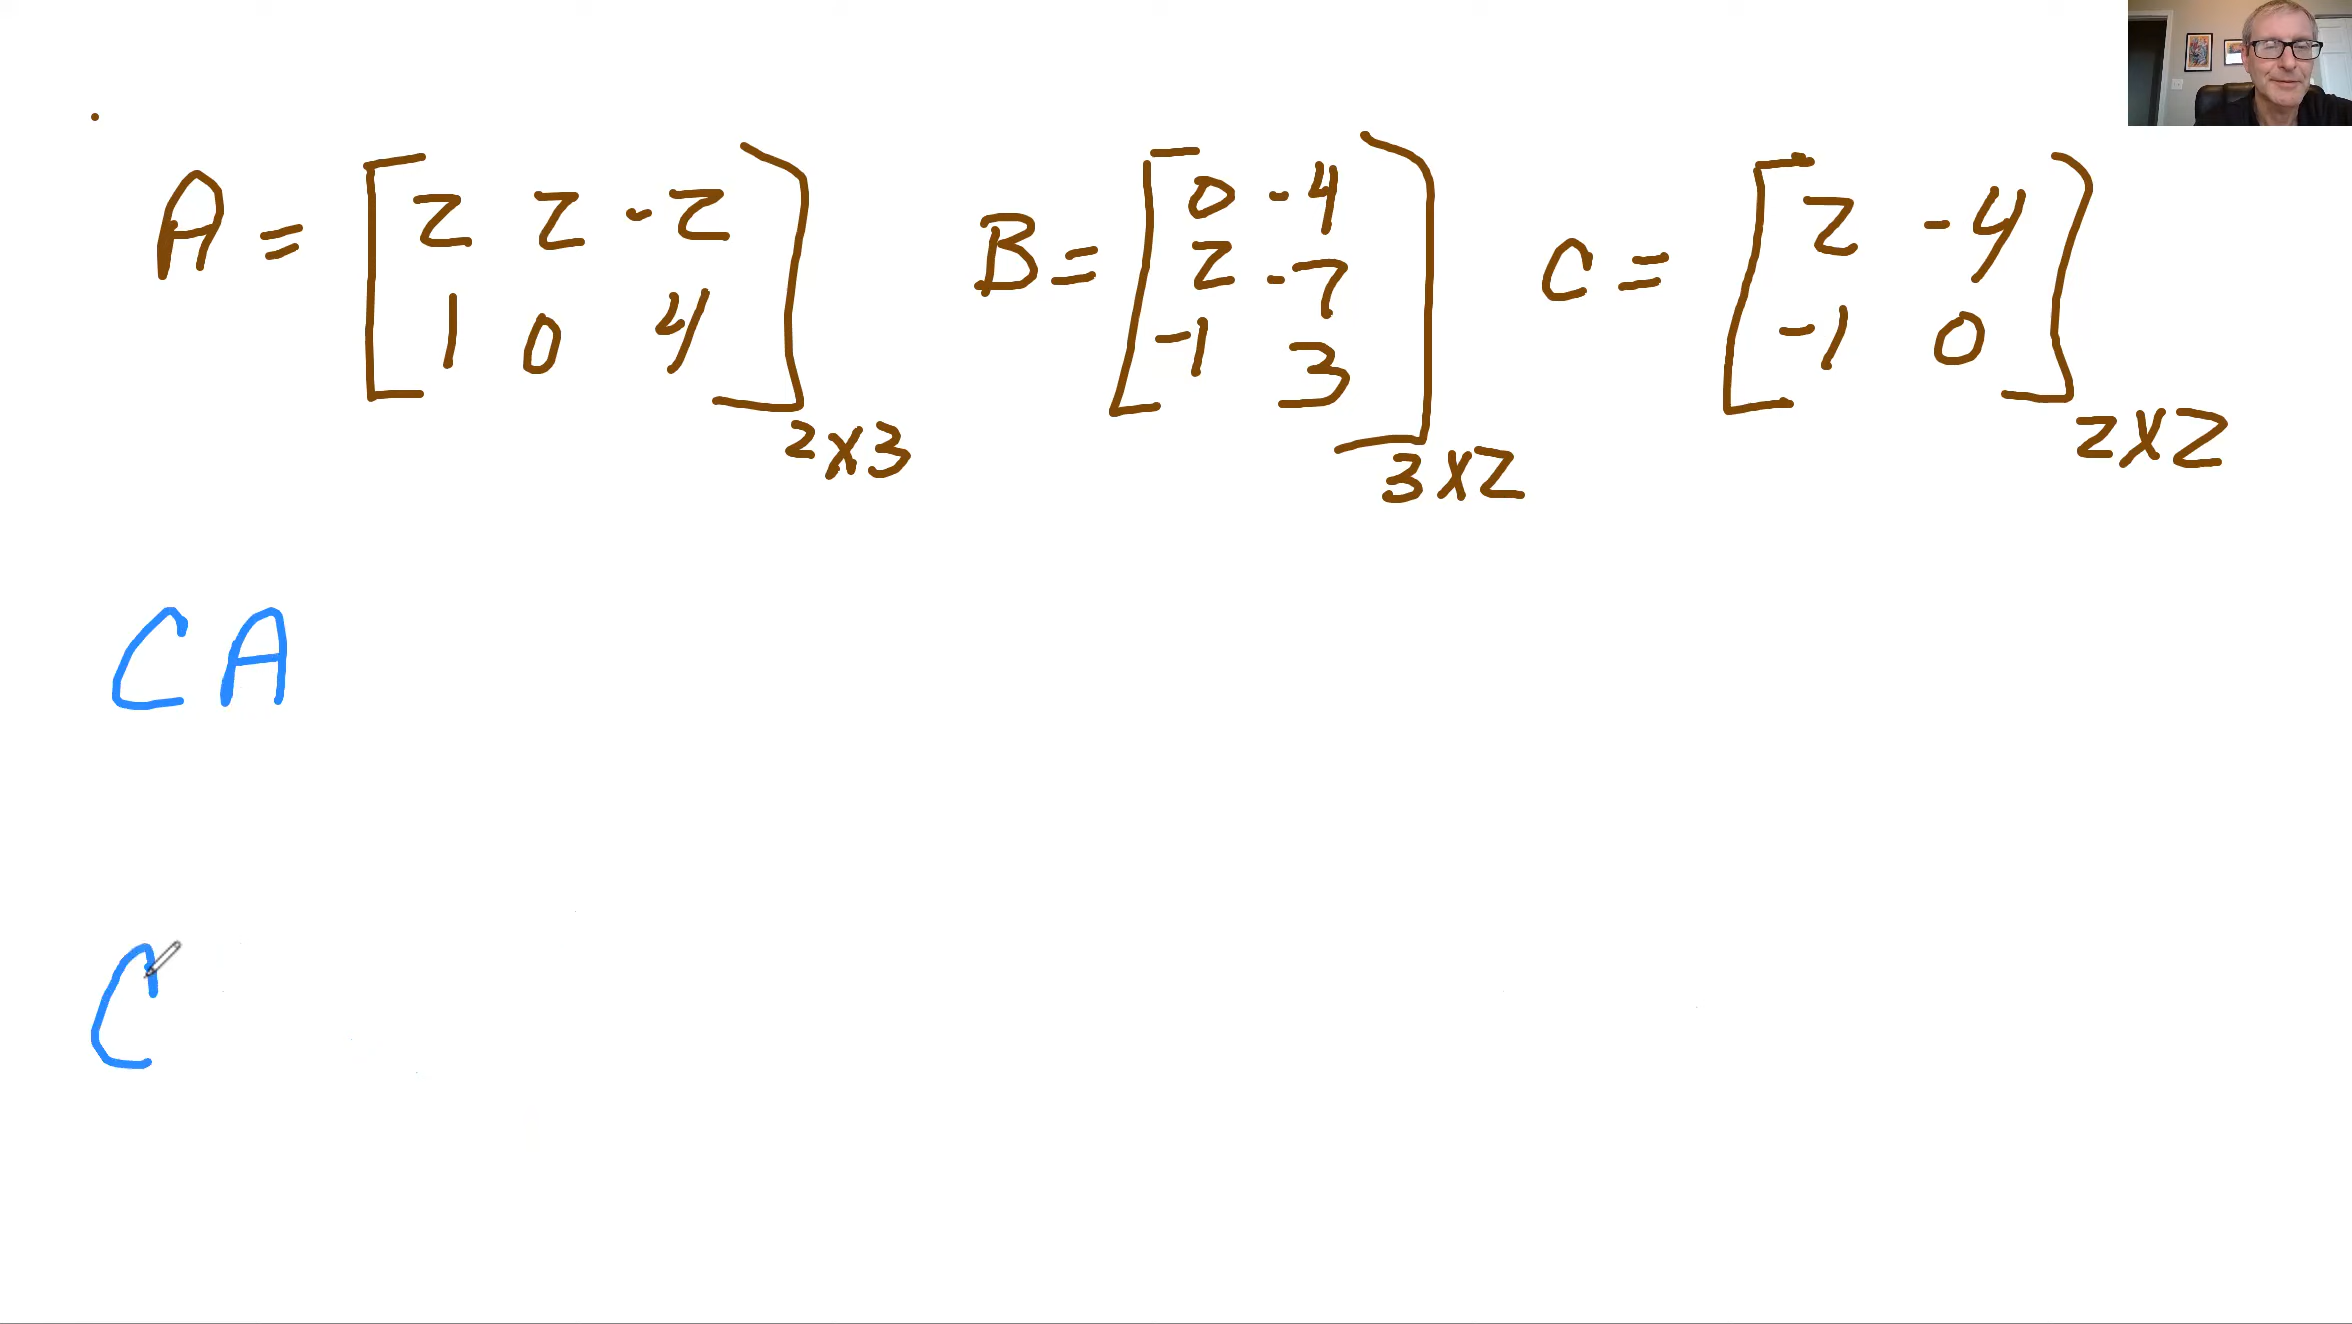 A = [ 2 2 -2 B = [ 0 -4 C = [ 2 -4
1 0 4 ] 2x3 2 -7 -1 0 ] 2x2
-1 3 ] 3x2
CA
C